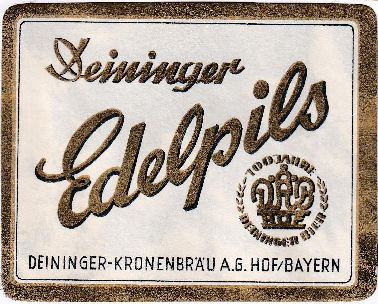 Deininger
Edelpils
100 JAHRE
DEININGER BIER
DEININGER-KRONENBRÄU A.G. HOF/BAYERN